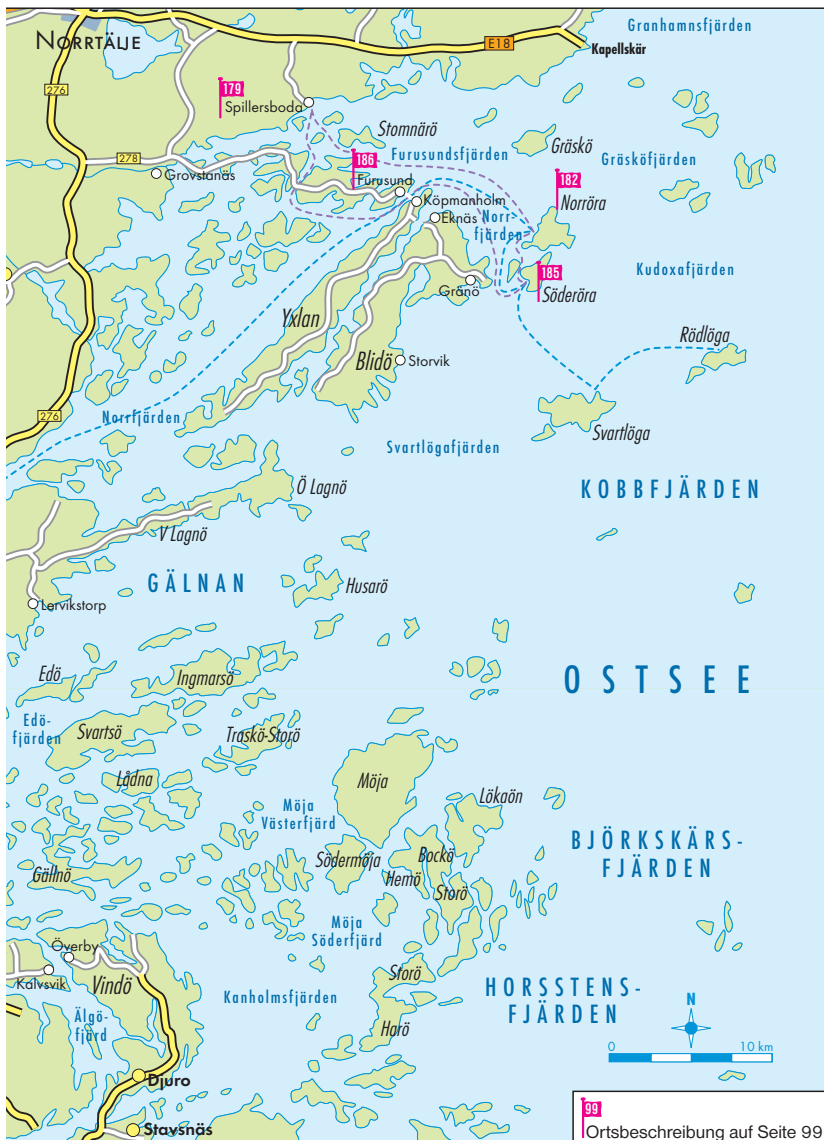 Granhamnsfjärden
NORRTÄLJE
E18
Kapellskär
276
179
Spillersboda
Stomnärö
Gräskö
278
186
Furusundsfjärden
Gräsköfjärden
Grovstanäs
Furusund
182
Norröra
Köpmanholm
Eknäs
Norr-
fjärden
185
Söderöra
Kudoxafjärden
Gränö
Yxlan
Blidö
Storvik
Rödlöga
276
Norrfjärden
Svartlöga
Svartlögafjärden
Ö Lagnö
KOBBFJÄRDEN
V Lagnö
GÄLNAN
Husarö
Lervikstorp
Edö
Ingmarsö
OSTSEE
Edö-
fjärden
Svartsö
Traskö-Storö
Lådna
Möja
Lökaön
Möja
Västerfjärd
BJÖRKSKÄRS-
FJÄRDEN
Södermöja
Bockö
Hemö
Gällnö
Storö
Möja
Söderfjärd
Överby
Kalvsvik
Vindö
Storö
Kanholmsfjärden
HORSSTENS-
FJÄRDEN
Älgö-
fjärd
Harö
N
0 10 km
Djuro
Stavsnäs
99
Ortsbeschreibung auf Seite 99